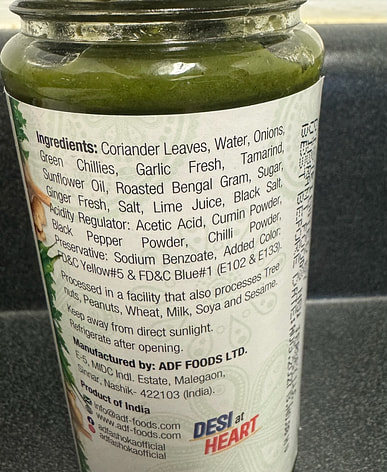 Ingredients: Coriander Leaves, Water, Onions,
Green Chillies, Garlic Fresh, Tamarind,
Sunflower Oil, Roasted Bengal Gram, Sugar,
Ginger Fresh, Salt, Lime Juice, Black Salt,
Acidity Regulator: Acetic Acid, Cumin Powder,
Black Pepper Powder, Chilli Powder,
Preservative: Sodium Benzoate, Added Color:
FD&C Yellow#5 & FD&C Blue#1 (E102 & E133).
Processed in a facility that also processes Tree
nuts, Peanuts, Wheat, Milk, Soya and Sesame.
Keep away from direct sunlight.
Refrigerate after opening.
Manufactured by: ADF FOODS LTD.
E-5, MIDC Indl. Estate, Malegaon,
Sinnar, Nashik- 422103 (India).
Product of India
info@adf-foods.com
www.adf-foods.com
adfashokaofficial
adfashokaofficial
DESI at
HEART